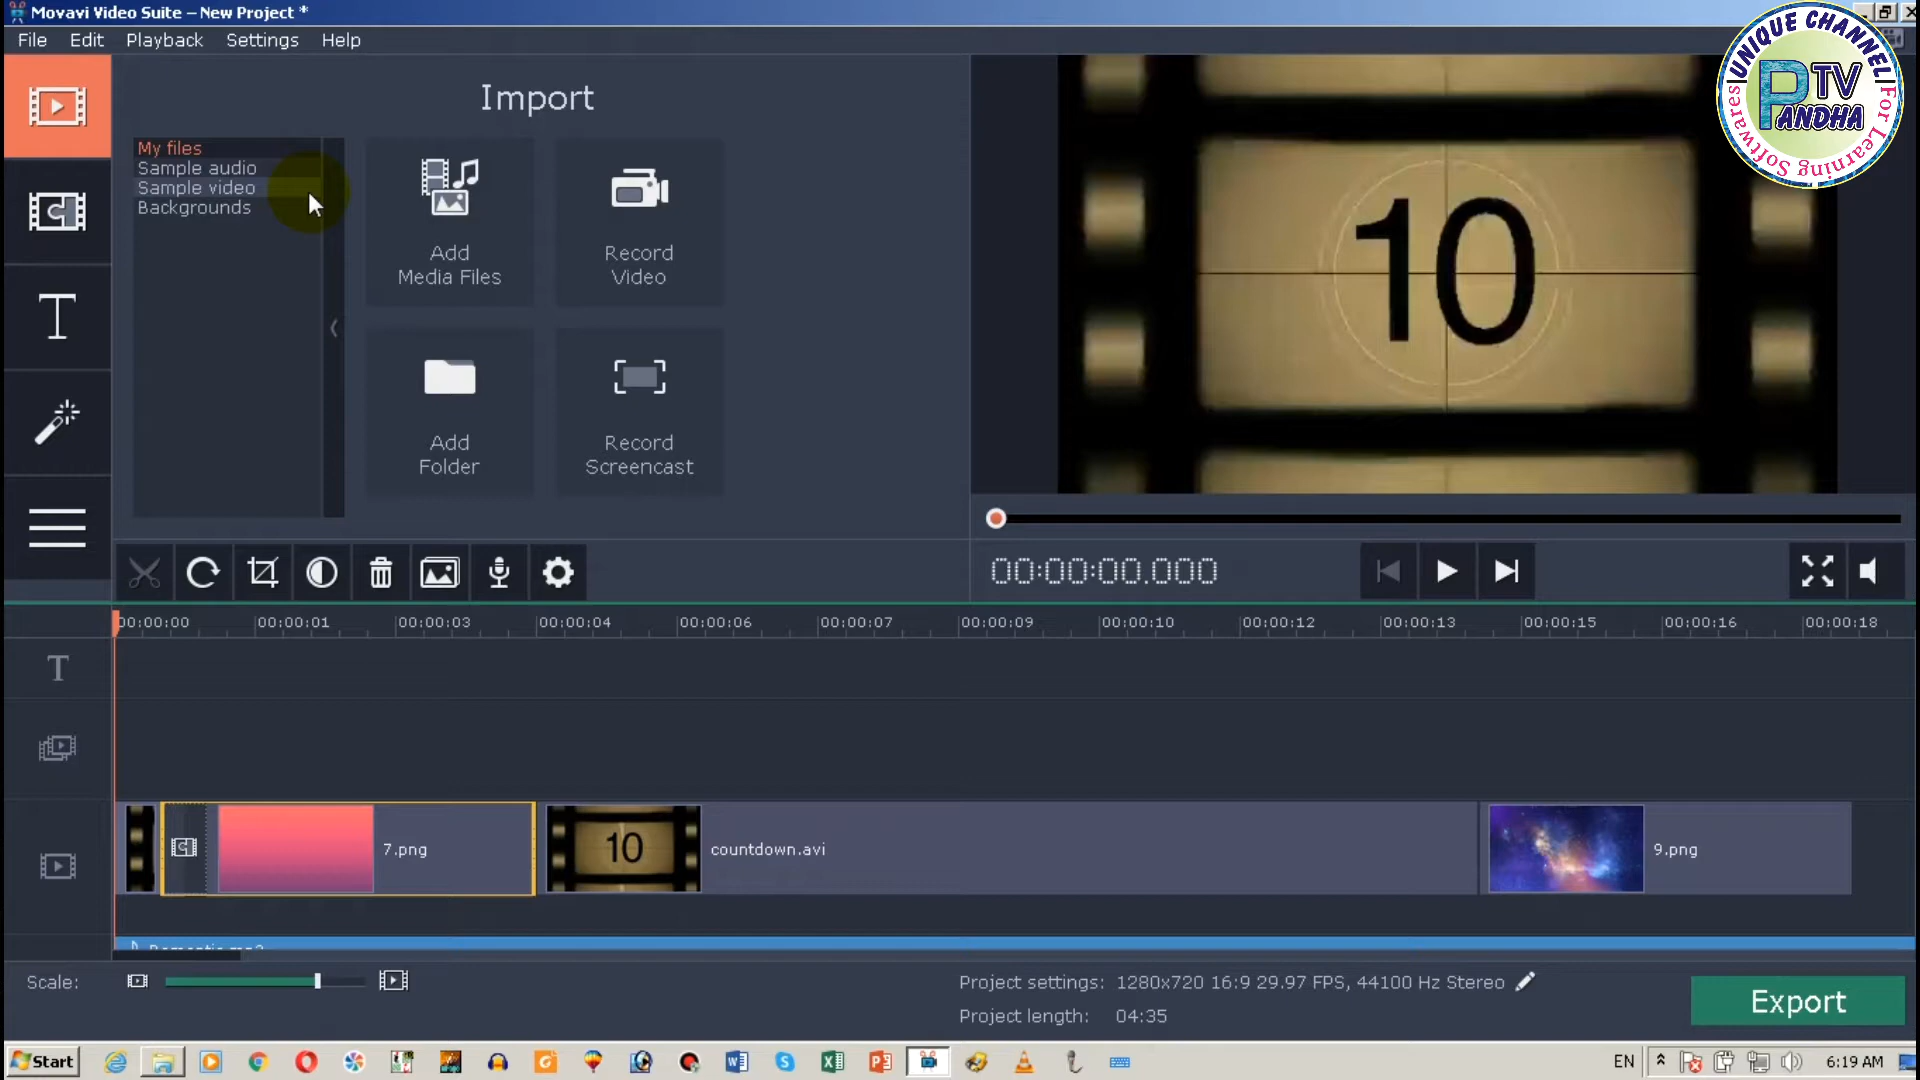 Movavi Video Suite – New Project *
File Edit Playback Settings Help
UNIQUE CHANNEL
PANDHA TV
For Learning Softwares
Import
My files
Sample audio
Sample video
Backgrounds
Add
Media Files
Record
Video
Add
Folder
Record
Screencast
10
00:00:00.000
00:00:00 00:00:01 00:00:03 00:00:04 00:00:06 00:00:07 00:00:09 00:00:10 00:00:12 00:00:13 00:00:15 00:00:16 00:00:18
T
7.png
10
countdown.avi
9.png
Scale:
Project settings: 1280x720 16:9 29.97 FPS, 44100 Hz Stereo
Project length: 04:35
Export
Start
EN
6:19 AM